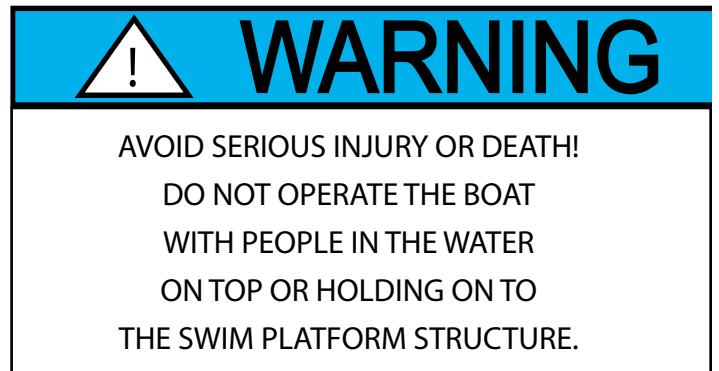 ! WARNING
AVOID SERIOUS INJURY OR DEATH!
DO NOT OPERATE THE BOAT
WITH PEOPLE IN THE WATER
ON TOP OR HOLDING ON TO
THE SWIM PLATFORM STRUCTURE.